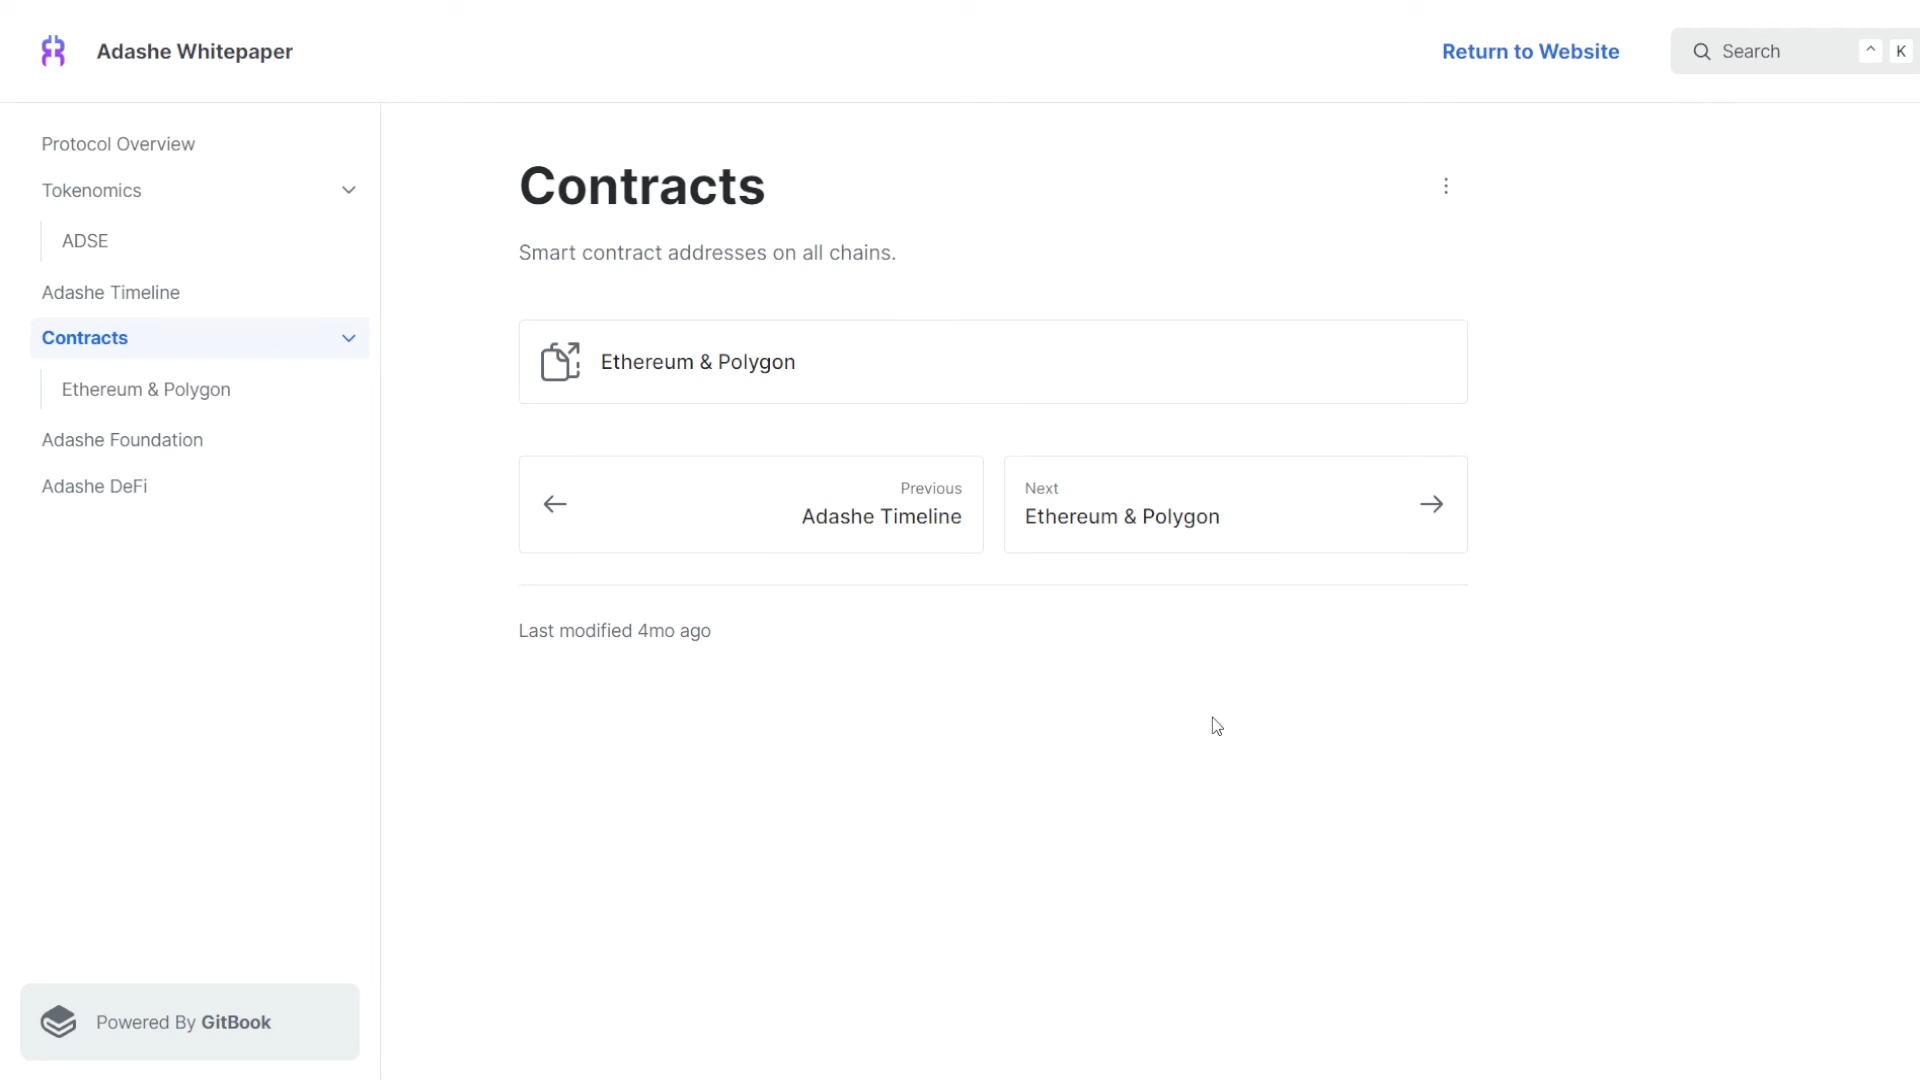 Adashe Whitepaper
Return to Website
Search
^ K
Protocol Overview
Tokenomics
ADSE
Adashe Timeline
Contracts
Ethereum & Polygon
Adashe Foundation
Adashe DeFi
Powered By GitBook
Contracts
Smart contract addresses on all chains.
Ethereum & Polygon
Previous
Adashe Timeline
Next
Ethereum & Polygon
Last modified 4mo ago